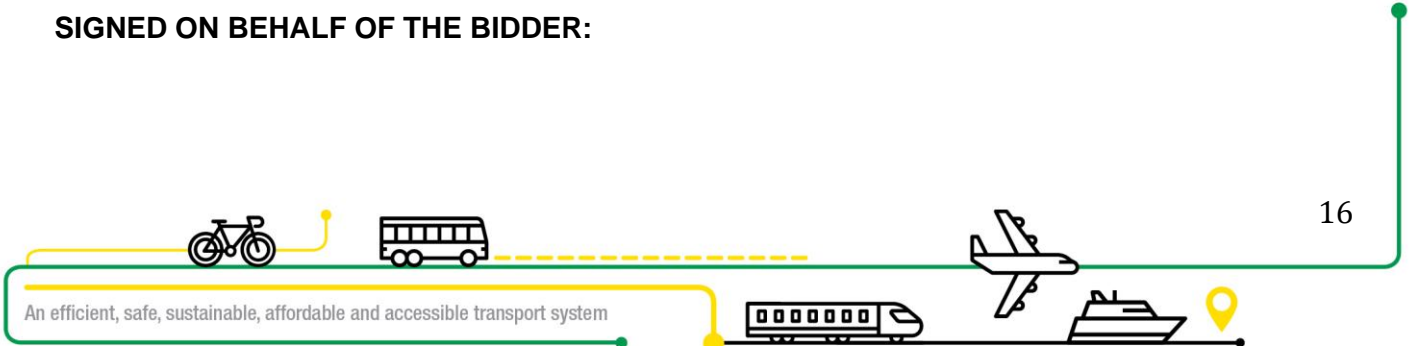 SIGNED ON BEHALF OF THE BIDDER:
16
An efficient, safe, sustainable, affordable and accessible transport system